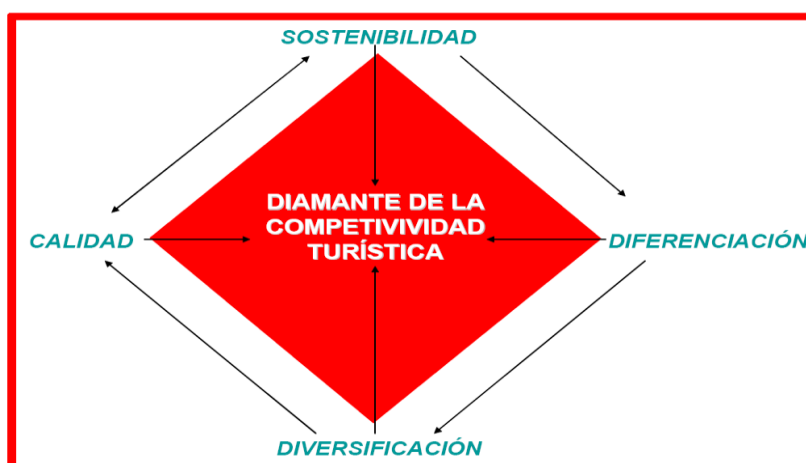 SOSTENIBILIDAD
DIAMANTE DE LA
COMPETIVIVIDAD
TURÍSTICA
CALIDAD
DIFERENCIACIÓN
DIVERSIFICACIÓN